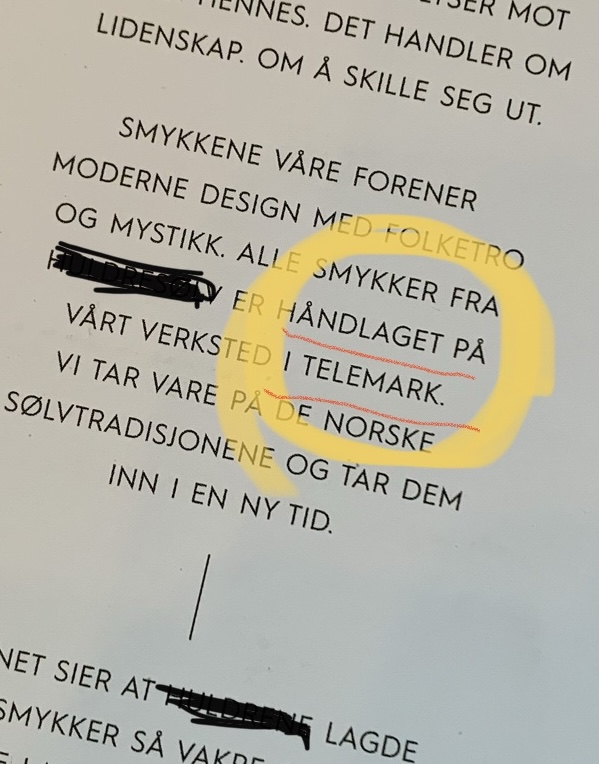 MOT
HENNES. DET HANDLER OM
LIDENSKAP. OM Å SKILLE SEG UT.
SMYKKENE VÅRE FORENER
MODERNE DESIGN MED FOLKETRO
OG MYSTIKK. ALLE SMYKKER FRA
ER HÅNDLAGET PÅ
VÅRT VERKSTED I TELEMARK.
VI TAR VARE PÅ DE NORSKE
SØLVTRADISJONENE OG TAR DEM
INN I EN NY TID.
SIER AT LAGDE
SMYKKER SÅ VAKRE